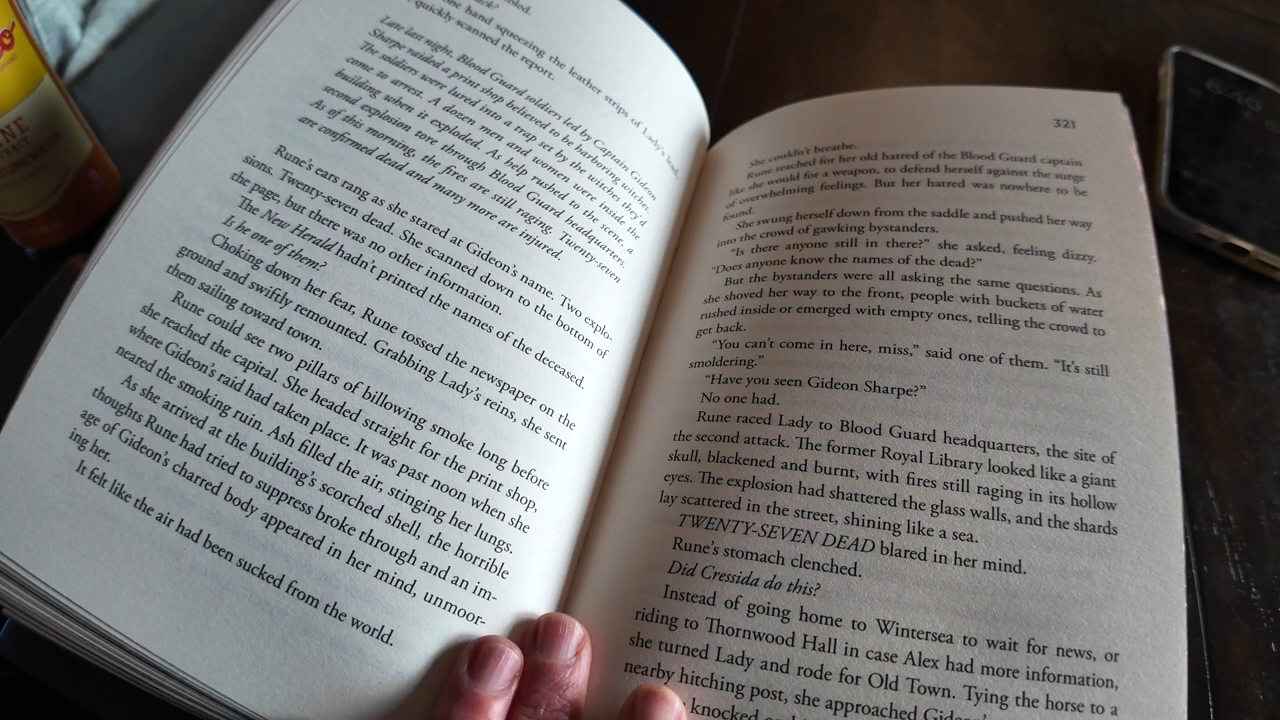 one hand squeezing the leather strips of Lady's
quickly scanned the report.
Late last night, Blood Guard soldiers led by Captain Gideon
Sharpe raided a print shop believed to be harboring witches.
The soldiers were lured into a trap set by the witches they'd
come to arrest. A dozen men and women were inside the
building when it exploded. As help rushed to the scene, a
second explosion tore through Blood Guard headquarters.
As of this morning, the fires are still raging. Twenty-seven
are confirmed dead and many more are injured.
Rune's ears rang as she stared at Gideon's name. Two explo-
sions. Twenty-seven dead. She scanned down to the bottom of
the page, but there was no other information.
The New Herald hadn't printed the names of the deceased.
Is he one of them?
Choking down her fear, Rune tossed the newspaper on the
ground and swiftly remounted. Grabbing Lady's reins, she sent
them sailing toward town.
Rune could see two pillars of billowing smoke long before
she reached the capital. She headed straight for the print shop,
where Gideon's raid had taken place. It was past noon when she
neared the smoking ruin. Ash filled the air, stinging her lungs.
As she arrived at the building's scorched shell, the horrible
thoughts Rune had tried to suppress broke through and an im-
age of Gideon's charred body appeared in her mind, unmoor-
ing her.
It felt like the air had been sucked from the world.
321
She couldn't breathe.
Rune reached for her old hatred of the Blood Guard captain
like she would for a weapon, to defend herself against the surge
of overwhelming feelings. But her hatred was nowhere to be
found.
She swung herself down from the saddle and pushed her way
into the crowd of gawking bystanders.
"Is there anyone still in there?" she asked, feeling dizzy.
"Does anyone know the names of the dead?"
But the bystanders were all asking the same questions. As
she shoved her way to the front, people with buckets of water
rushed inside or emerged with empty ones, telling the crowd to
get back.
"You can't come in here, miss," said one of them. "It's still
smoldering."
"Have you seen Gideon Sharpe?"
No one had.
Rune raced Lady to Blood Guard headquarters, the site of
the second attack. The former Royal Library looked like a giant
skull, blackened and burnt, with fires still raging in its hollow
eyes. The explosion had shattered the glass walls, and the shards
lay scattered in the street, shining like a sea.
TWENTY-SEVEN DEAD blared in her mind.
Rune's stomach clenched.
Did Cressida do this?
Instead of going home to Wintersea to wait for news, or
riding to Thornwood Hall in case Alex had more information,
she turned Lady and rode for Old Town. Tying the horse to a
nearby hitching post, she approached
knocked